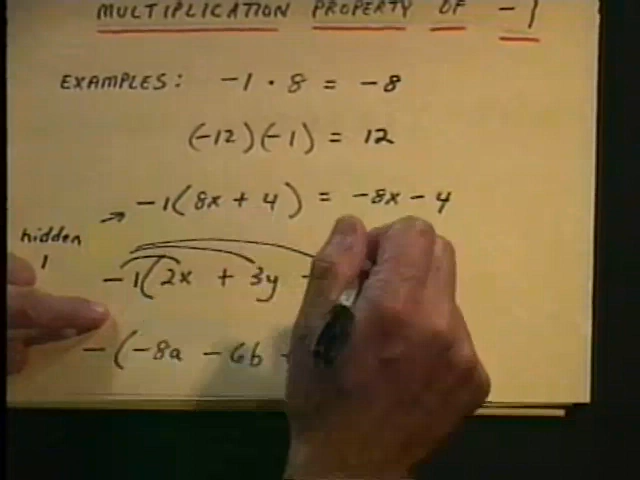 MULTIPLICATION PROPERTY OF -1
EXAMPLES: -1 · 8 = -8
(-12)(-1) = 12
-1(8x + 4) = -8x - 4
hidden
1
-1(2x + 3y -
-(-8a - 6b +